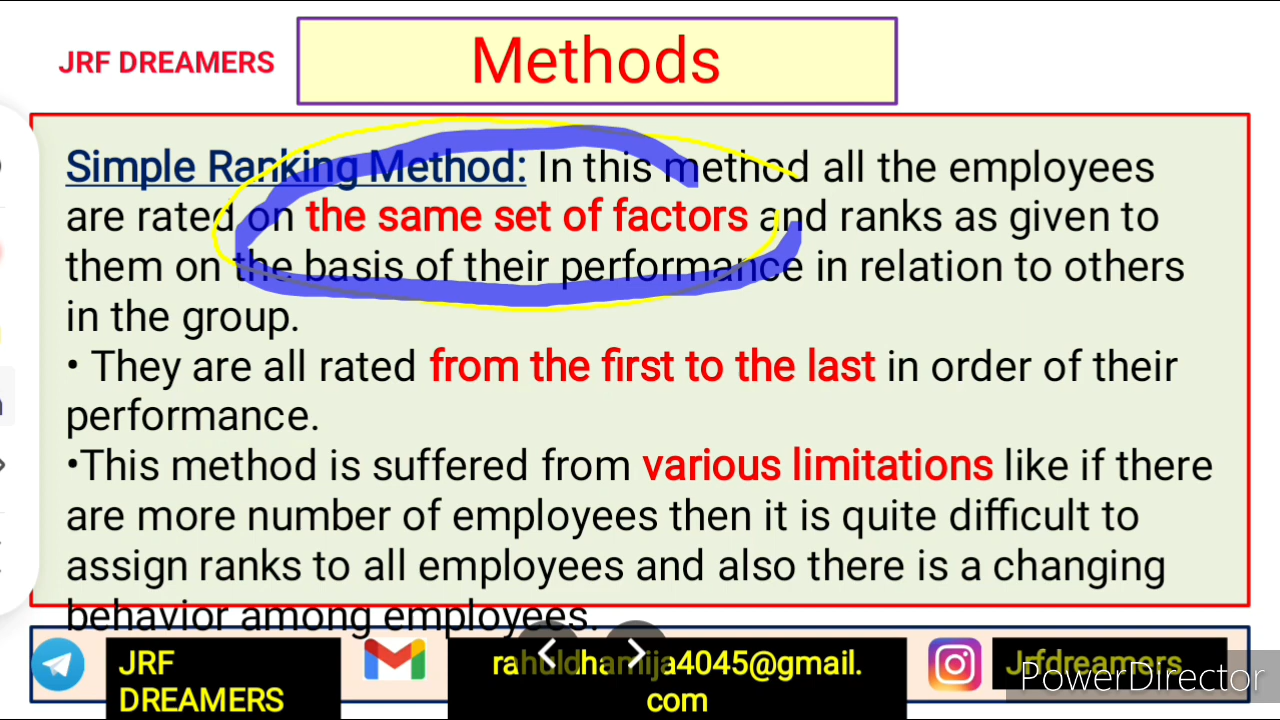 JRF DREAMERS
Methods
Simple Ranking Method: In this method all the employees
are rated on the same set of factors and ranks as given to
them on the basis of their performance in relation to others
in the group.
• They are all rated from the first to the last in order of their
performance.
•This method is suffered from various limitations like if there
are more number of employees then it is quite difficult to
assign ranks to all employees and also there is a changing
behavior among employees.
JRF
DREAMERS
rahuldhamija4045@gmail.
com
Jrfdreamers
PowerDirector